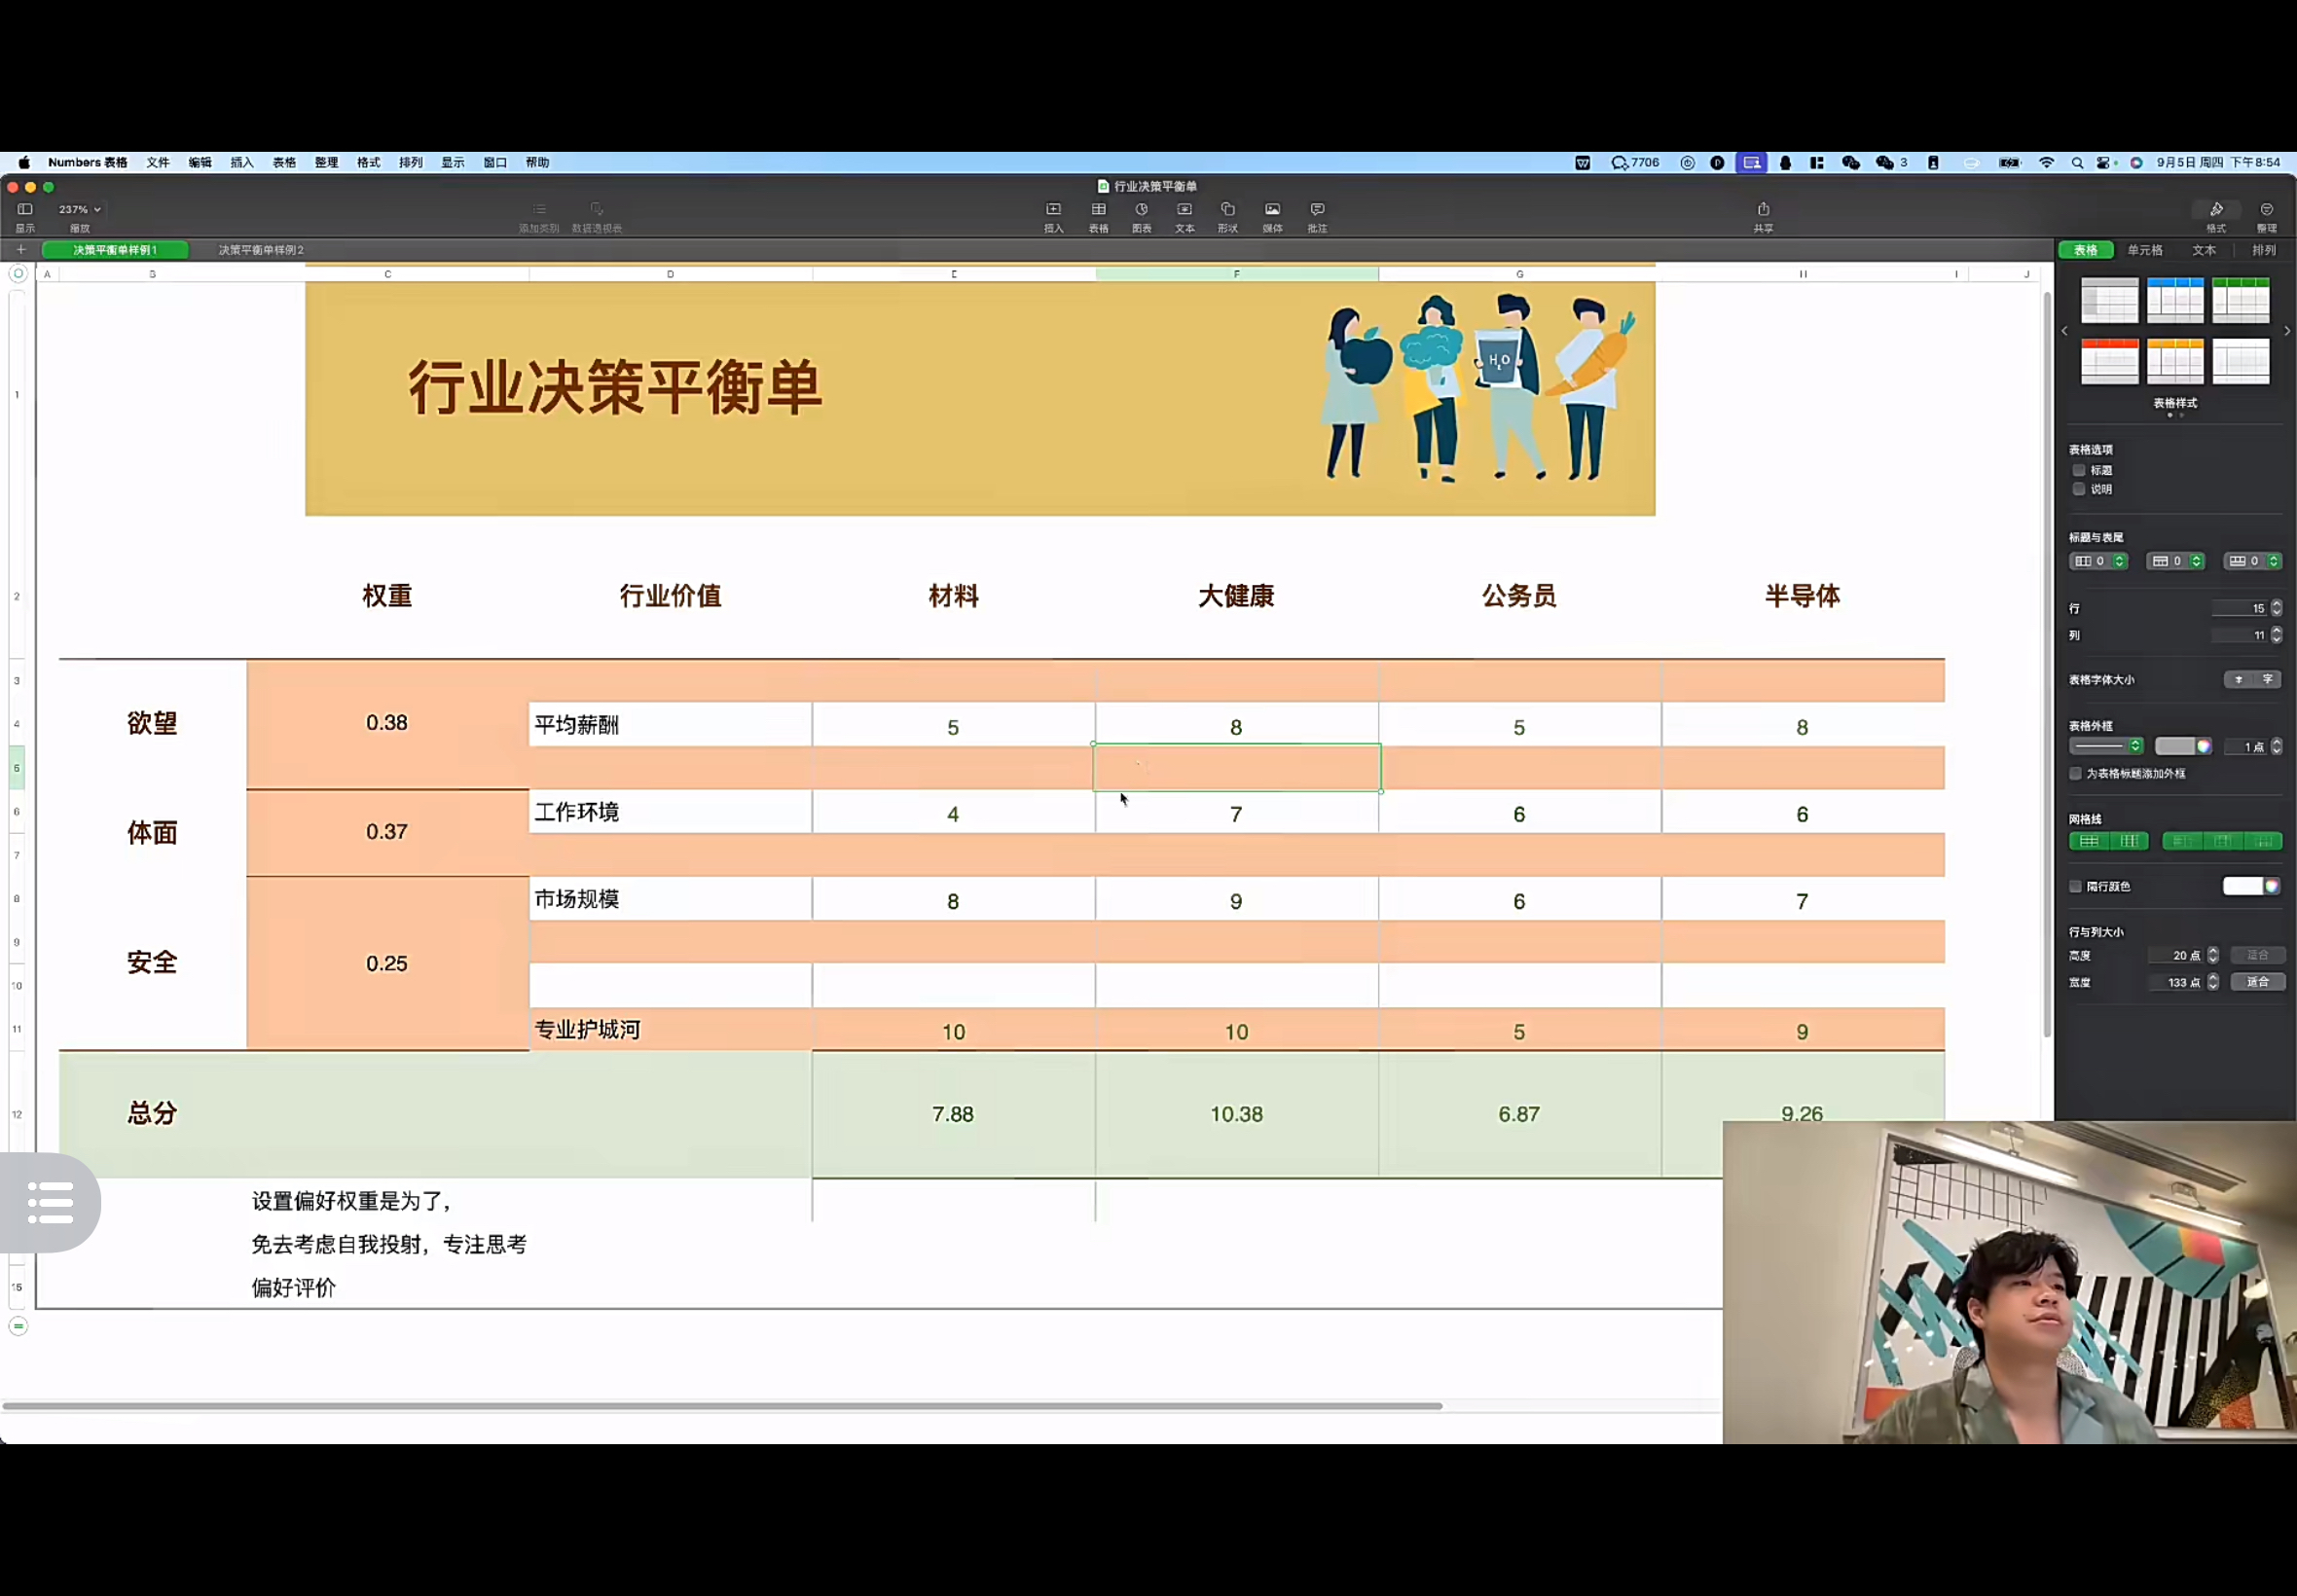 Numbers 表格 文件 编辑 插入 表格 整理 格式 排列 显示 窗口 帮助 7706 3 9月5日 周四 下午8:54
行业决策平衡单
237%
显示 缩放 添加类别 数据透视表 插入 表格 图表 文本 形状 媒体 批注 共享 格式 整理
决策平衡单样例1 决策平衡单样例2 表格 单元格 文本 排列
A B C D E F G H I J
行业决策平衡单
H₂O
表格样式
表格选项
标题
说明
标题与表尾
0 0 0
权重 行业价值 材料 大健康 公务员 半导体
行 15
列 11
表格字体大小 字
表格外框
1 点
为表格标题添加外框
网格线
隔行颜色
行与列大小
高度 20 点 适合
宽度 133 点 适合
1
2
3
4
5
6
7
8
9
10
11
12
15
欲望 0.38 平均薪酬 5 8 5 8
体面 0.37 工作环境 4 7 6 6
市场规模 8 9 6 7
安全 0.25
专业护城河 10 10 5 9
总分 7.88 10.38 6.87 9.26
设置偏好权重是为了，
免去考虑自我投射，专注思考
偏好评价